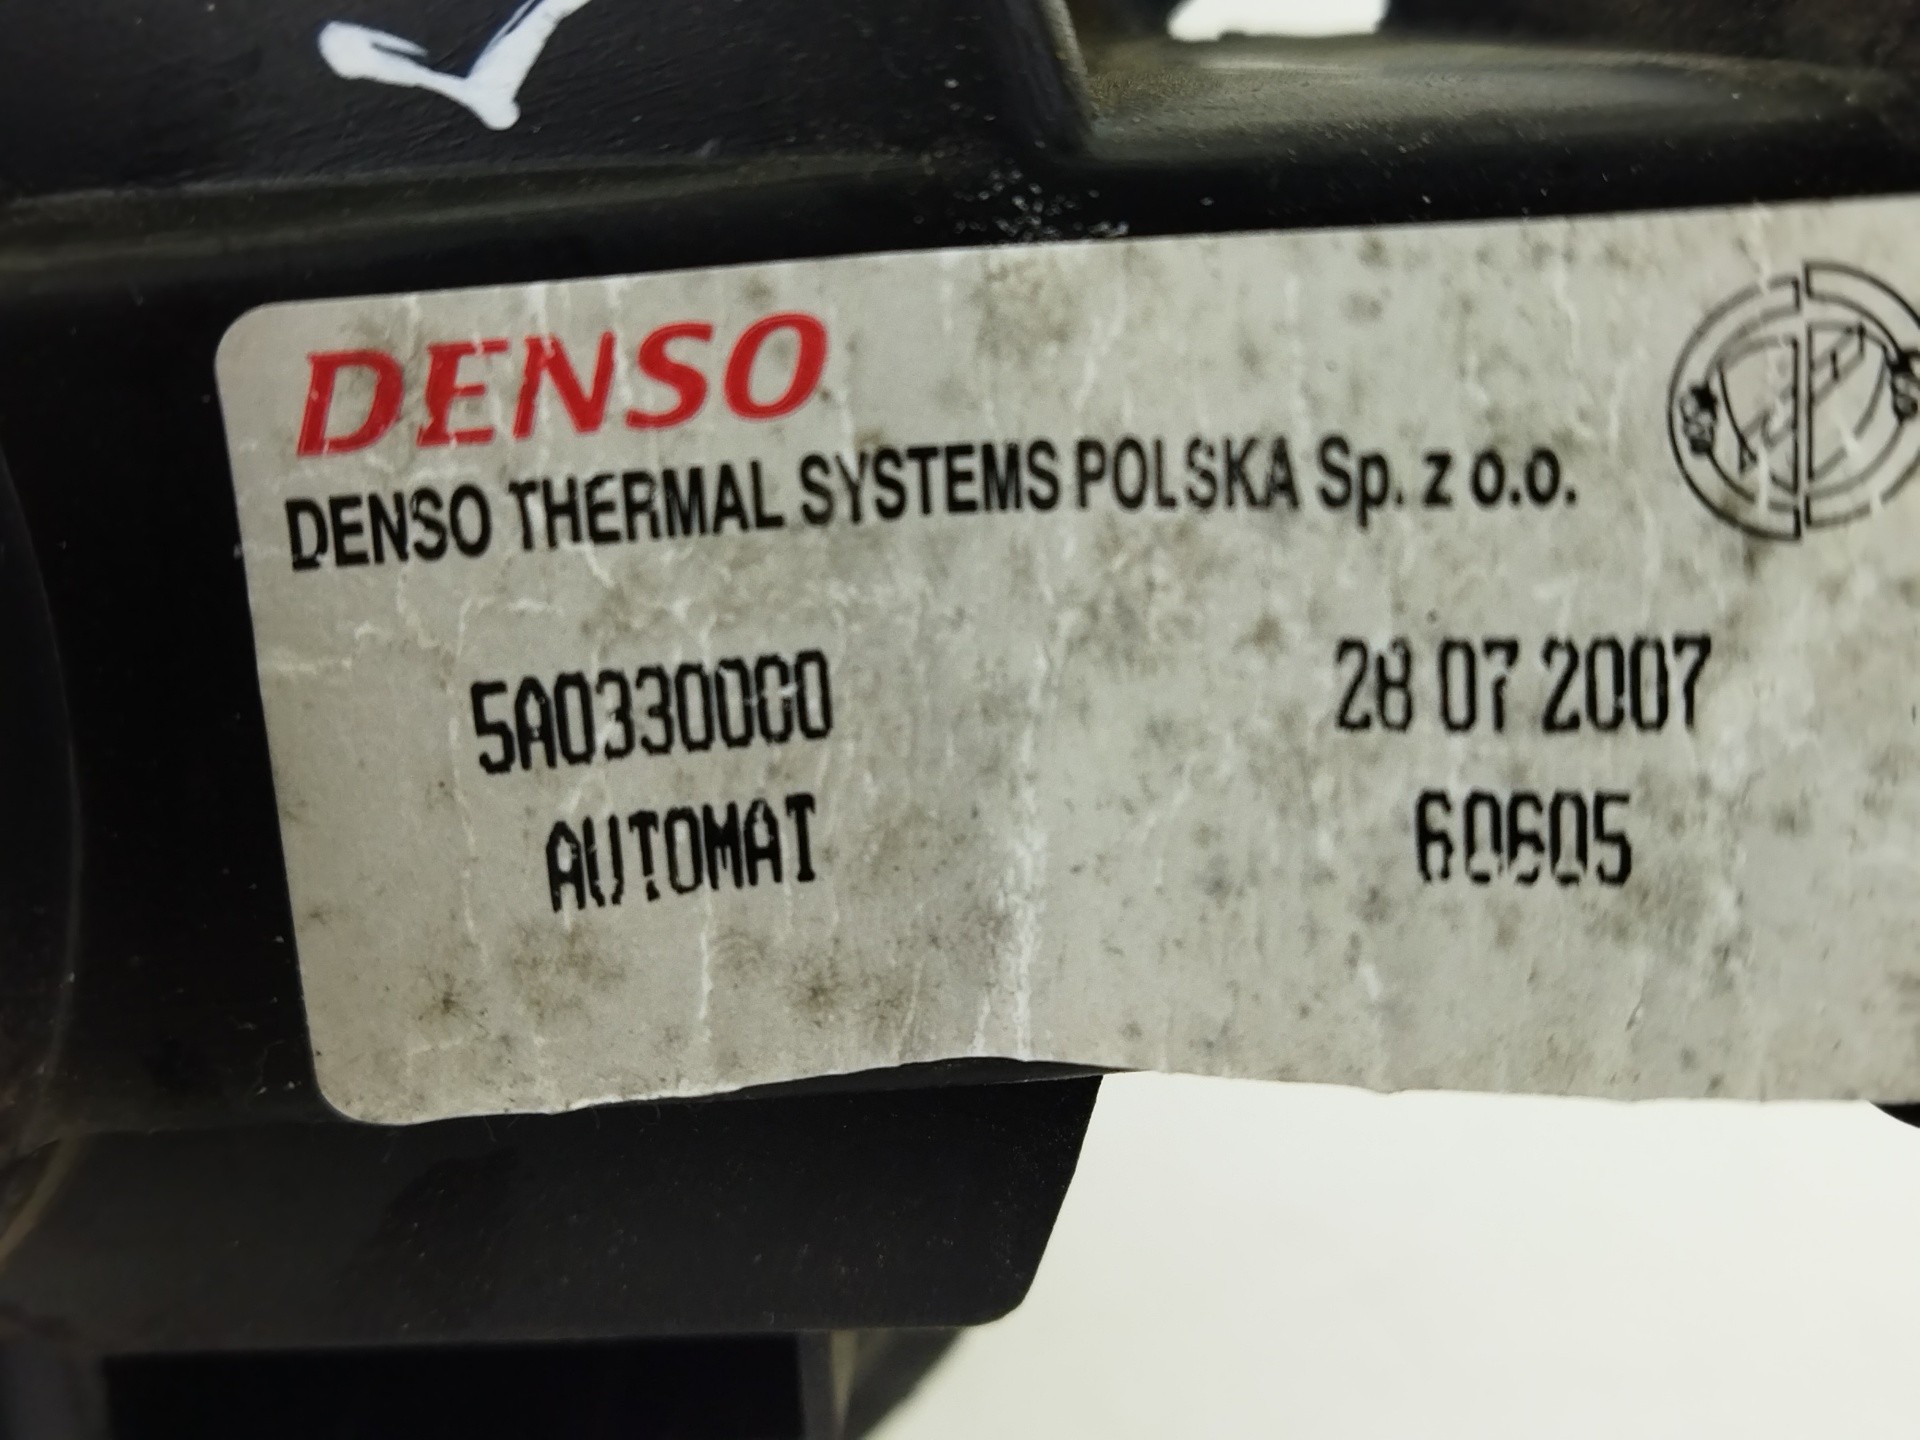 DENSO
DENSO THERMAL SYSTEMS POLSKA Sp. z o.o.
5A0330000 28 07 2007
AUTOMAT 60605